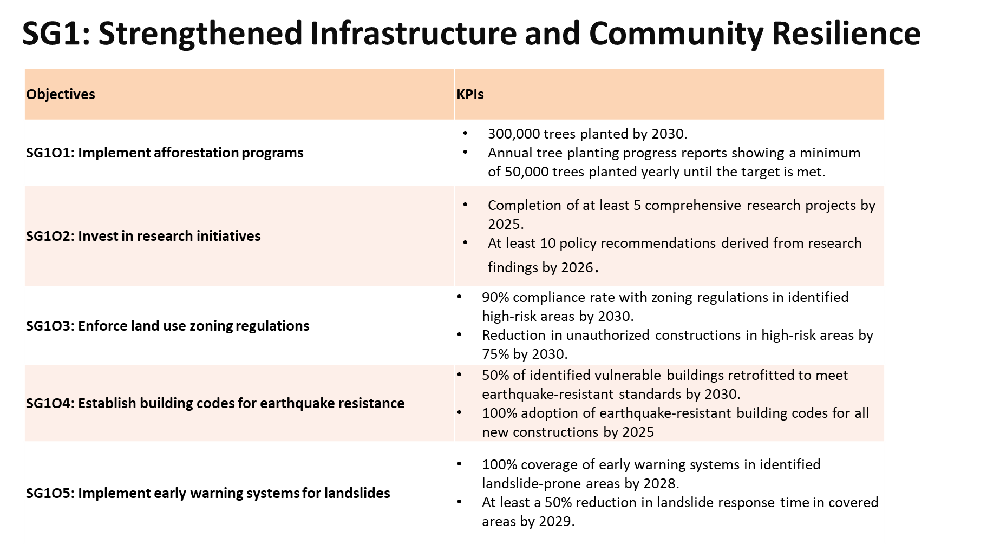 SG1: Strengthened Infrastructure and Community Resilience
Objectives
KPIs
SG1O1: Implement afforestation programs
• 300,000 trees planted by 2030.
• Annual tree planting progress reports showing a minimum
of 50,000 trees planted yearly until the target is met.
SG1O2: Invest in research initiatives
• Completion of at least 5 comprehensive research projects by
2025.
• At least 10 policy recommendations derived from research
findings by 2026.
SG1O3: Enforce land use zoning regulations
• 90% compliance rate with zoning regulations in identified
high-risk areas by 2030.
• Reduction in unauthorized constructions in high-risk areas by
75% by 2030.
SG1O4: Establish building codes for earthquake resistance
• 50% of identified vulnerable buildings retrofitted to meet
earthquake-resistant standards by 2030.
• 100% adoption of earthquake-resistant building codes for all
new constructions by 2025
SG1O5: Implement early warning systems for landslides
• 100% coverage of early warning systems in identified
landslide-prone areas by 2028.
• At least a 50% reduction in landslide response time in covered
areas by 2029.